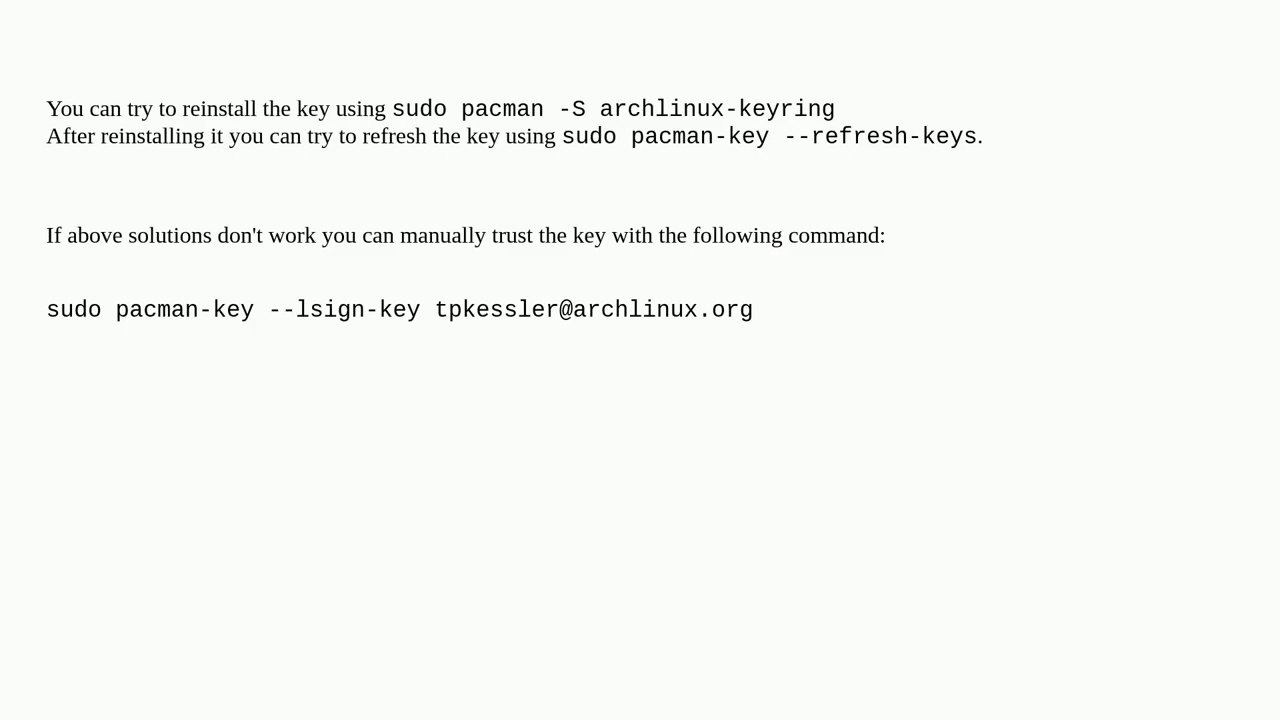 You can try to reinstall the key using sudo pacman -S archlinux-keyring
After reinstalling it you can try to refresh the key using sudo pacman-key --refresh-keys.
If above solutions don't work you can manually trust the key with the following command:
sudo pacman-key --lsign-key tpkessler@archlinux.org